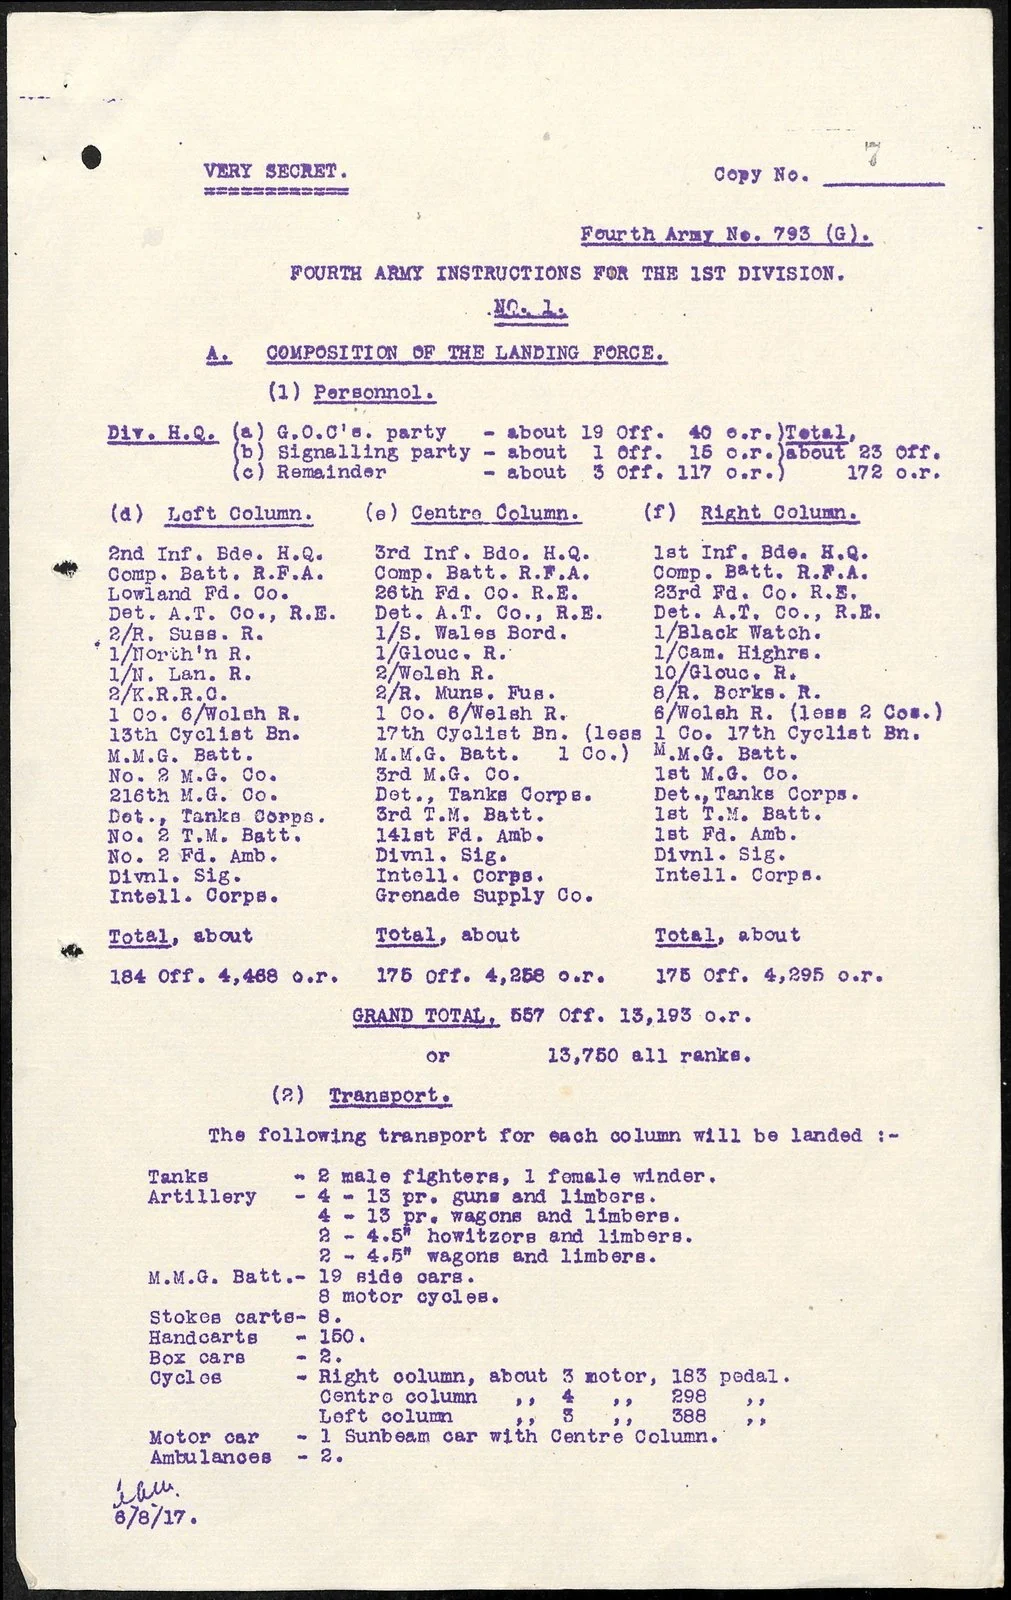 VERY SECRET.
Copy No. 7
Fourth Army No. 793 (G).
FOURTH ARMY INSTRUCTIONS FOR THE 1ST DIVISION.
NO. 1.
A. COMPOSITION OF THE LANDING FORCE.
(1) Personnol.
Div. H.Q. (a) G.O.C's. party - about 19 Off. 40 o.r.)Total,
(b) Signalling party - about 1 Off. 15 o.r.)about 23 Off.
(c) Remainder - about 3 Off. 117 o.r.) 172 o.r.
(d) Left Column. (e) Centre Column. (f) Right Column.
2nd Inf. Bde. H.Q. 3rd Inf. Bdo. H.Q. 1st Inf. Bde. H.Q.
Comp. Batt. R.F.A. Comp. Batt. R.F.A. Comp. Batt. R.F.A.
Lowland Fd. Co. 26th Fd. Co. R.E. 23rd Fd. Co. R.E.
Det. A.T. Co., R.E. Det. A.T. Co., R.E. Det. A.T. Co., R.E.
2/R. Suss. R. 1/S. Wales Bord. 1/Black Watch.
1/North'n R. 1/Glouc. R. 1/Cam. Highrs.
1/N. Lan. R. 2/Welsh R. 10/Glouc. R.
2/K.R.R.C. 2/R. Muns. Fus. 8/R. Berks. R.
1 Co. 6/Welsh R. 1 Co. 6/Welsh R. 6/Welsh R. (less 2 Cos.)
13th Cyclist Bn. 17th Cyclist Bn. (less 1 Co. 17th Cyclist Bn.
M.M.G. Batt. M.M.G. Batt. 1 Co.) M.M.G. Batt.
No. 2 M.G. Co. 3rd M.G. Co. 1st M.G. Co.
216th M.G. Co. Det., Tanks Corps. Det., Tanks Corps.
Det., Tanks Corps. 3rd T.M. Batt. 1st T.M. Batt.
No. 2 T.M. Batt. 141st Fd. Amb. 1st Fd. Amb.
No. 2 Fd. Amb. Divnl. Sig. Divnl. Sig.
Divnl. Sig. Intell. Corps. Intell. Corps.
Intell. Corps. Grenade Supply Co.
Total, about Total, about Total, about
184 Off. 4,468 o.r. 175 Off. 4,258 o.r. 175 Off. 4,295 o.r.
GRAND TOTAL, 557 Off. 13,193 o.r.
or 13,750 all ranks.
(2) Transport.
The following transport for each column will be landed :-
Tanks - 2 male fighters, 1 female winder.
Artillery - 4 - 13 pr. guns and limbers.
4 - 13 pr. wagons and limbers.
2 - 4.5" howitzers and limbers.
2 - 4.5" wagons and limbers.
M.M.G. Batt.- 19 side cars.
8 motor cycles.
Stokes carts- 8.
Handcarts - 150.
Box cars - 2.
Cycles - Right column, about 3 motor, 183 pedal.
Centre column ,, 4 ,, 298 ,,
Left column ,, 3 ,, 388 ,,
Motor car - 1 Sunbeam car with Centre Column.
Ambulances - 2.
6/8/17.